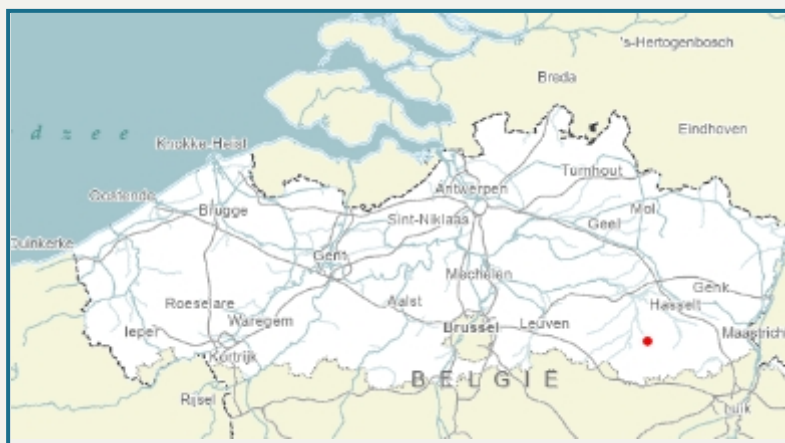 's-Hertogenbosch
Breda
Eindhoven
d z e e
Knokke-Heist
Turnhout
Antwerpen
Oostende
Brugge
Sint-Niklaas
Geel
Mol
Duinkerke
Gent
Mechelen
Genk
Roeselare
Aalst
Hasselt
Ieper
Waregem
Brussel
Leuven
Maastrich
Kortrijk
BELGIË
Rijsel
Luik